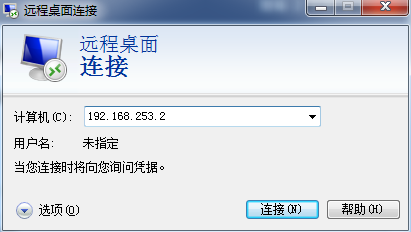 远程桌面连接
远程桌面
连接
计算机(C): 192.168.253.2
用户名: 未指定
当您连接时将向您询问凭据。
选项(O) 连接(N) 帮助(H)